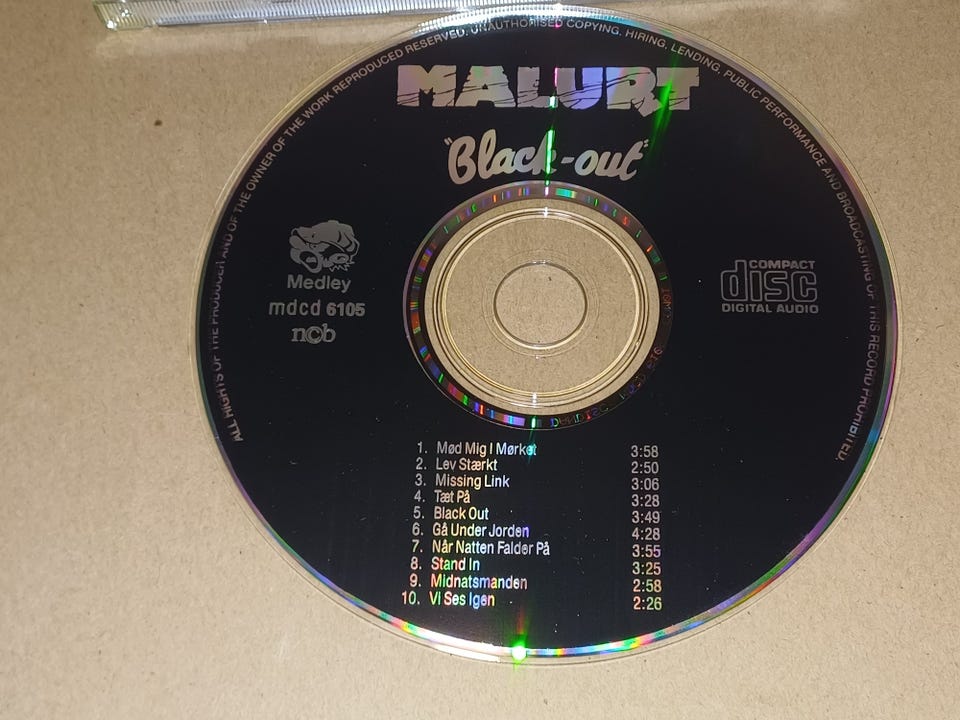 ALL RIGHTS OF THE PRODUCER AND OF THE OWNER OF THE WORK REPRODUCED RESERVED. UNAUTHORISED COPYING, HIRING, LENDING, PUBLIC PERFORMANCE AND BROADCASTING OF THIS RECORD PROHIBITED.
MALURT
"Black-out"
Medley
mdcd 6105
ncb
COMPACT
disc
DIGITAL AUDIO
1. Mød Mig I Mørket 3:58
2. Lev Stærkt 2:50
3. Missing Link 3:06
4. Tæt På 3:28
5. Black Out 3:49
6. Gå Under Jorden 4:28
7. Når Natten Falder På 3:55
8. Stand In 3:25
9. Midnatsmanden 2:58
10. Vi Ses Igen 2:26